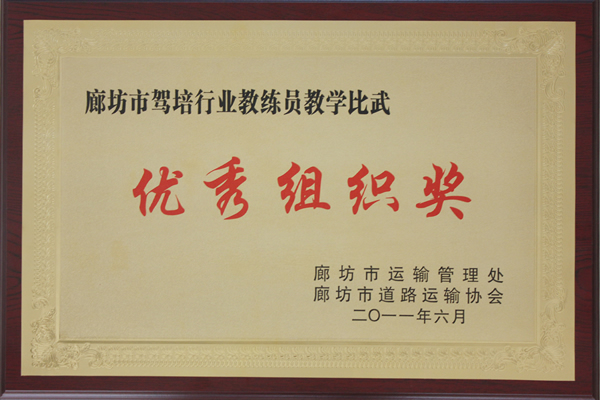 廊坊市驾培行业教练员教学比武
优秀组织奖
廊坊市运输管理处
廊坊市道路运输协会
二〇一一年六月